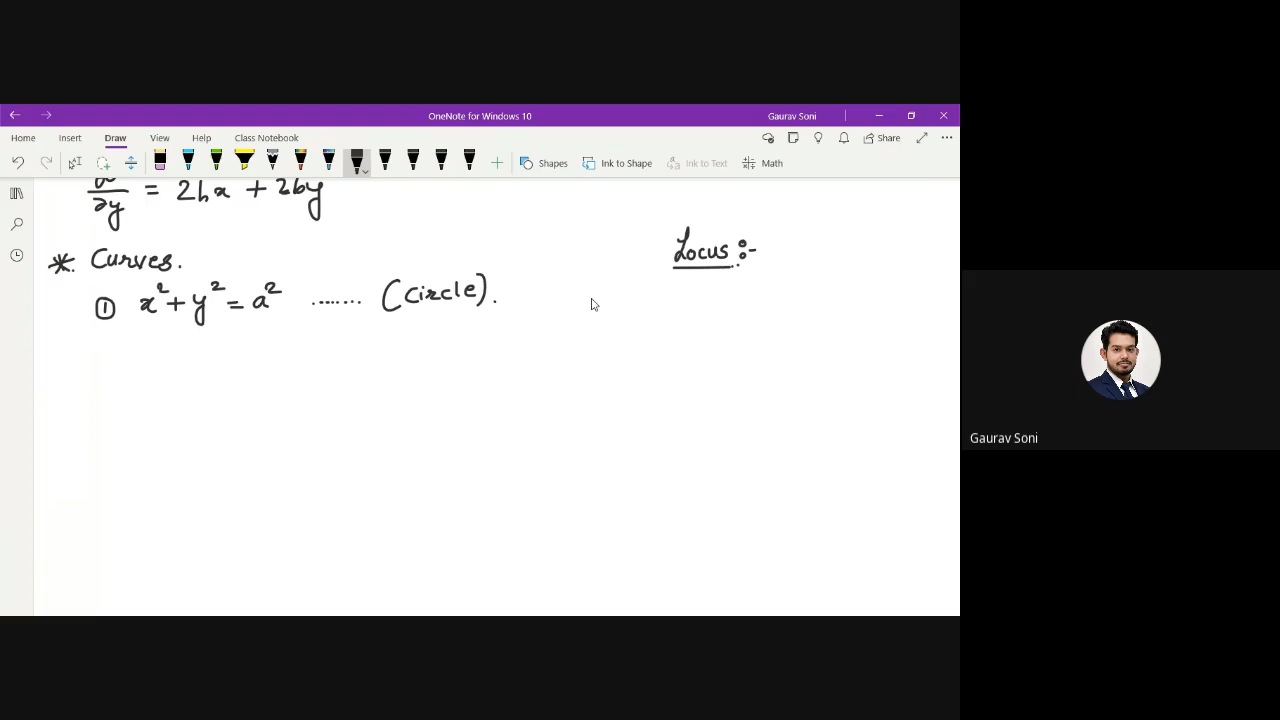 OneNote for Windows 10
Gaurav Soni
Home Insert Draw View Help Class Notebook
Share
Shapes Ink to Shape Ink to Text Math
∂y = 2hx + 2by
* Curves.
Locus :-
① x² + y² = a² ....... (circle).
Gaurav Soni